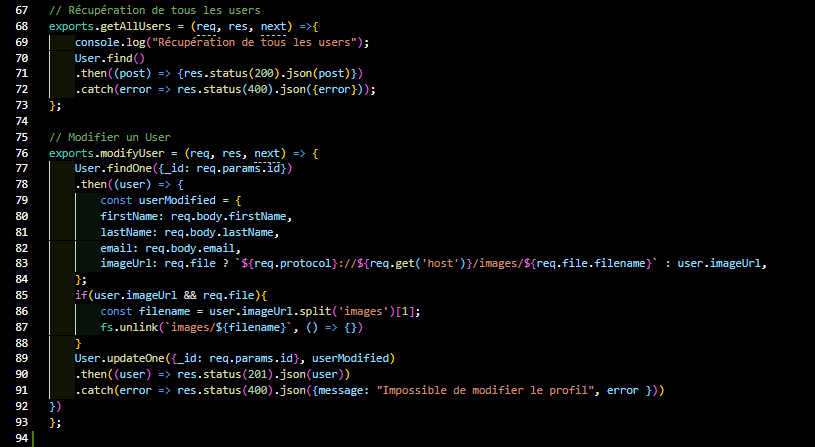 67 // Récupération de tous les users
68 exports.getAllUsers = (req, res, next) =>{
69 console.log("Récupération de tous les users");
70 User.find()
71 .then((post) => {res.status(200).json(post)})
72 .catch(error => res.status(400).json({error}));
73 };
74
75 // Modifier un User
76 exports.modifyUser = (req, res, next) => {
77 User.findOne({_id: req.params.id})
78 .then((user) => {
79 const userModified = {
80 firstName: req.body.firstName,
81 lastName: req.body.lastName,
82 email: req.body.email,
83 imageUrl: req.file ? `${req.protocol}://${req.get('host')}/images/${req.file.filename}` : user.imageUrl,
84 };
85 if(user.imageUrl && req.file){
86 const filename = user.imageUrl.split('images')[1];
87 fs.unlink(`images/${filename}`, () => {})
88 }
89 User.updateOne({_id: req.params.id}, userModified)
90 .then((user) => res.status(201).json(user))
91 .catch(error => res.status(400).json({message: "Impossible de modifier le profil", error }))
92 })
93 };
94